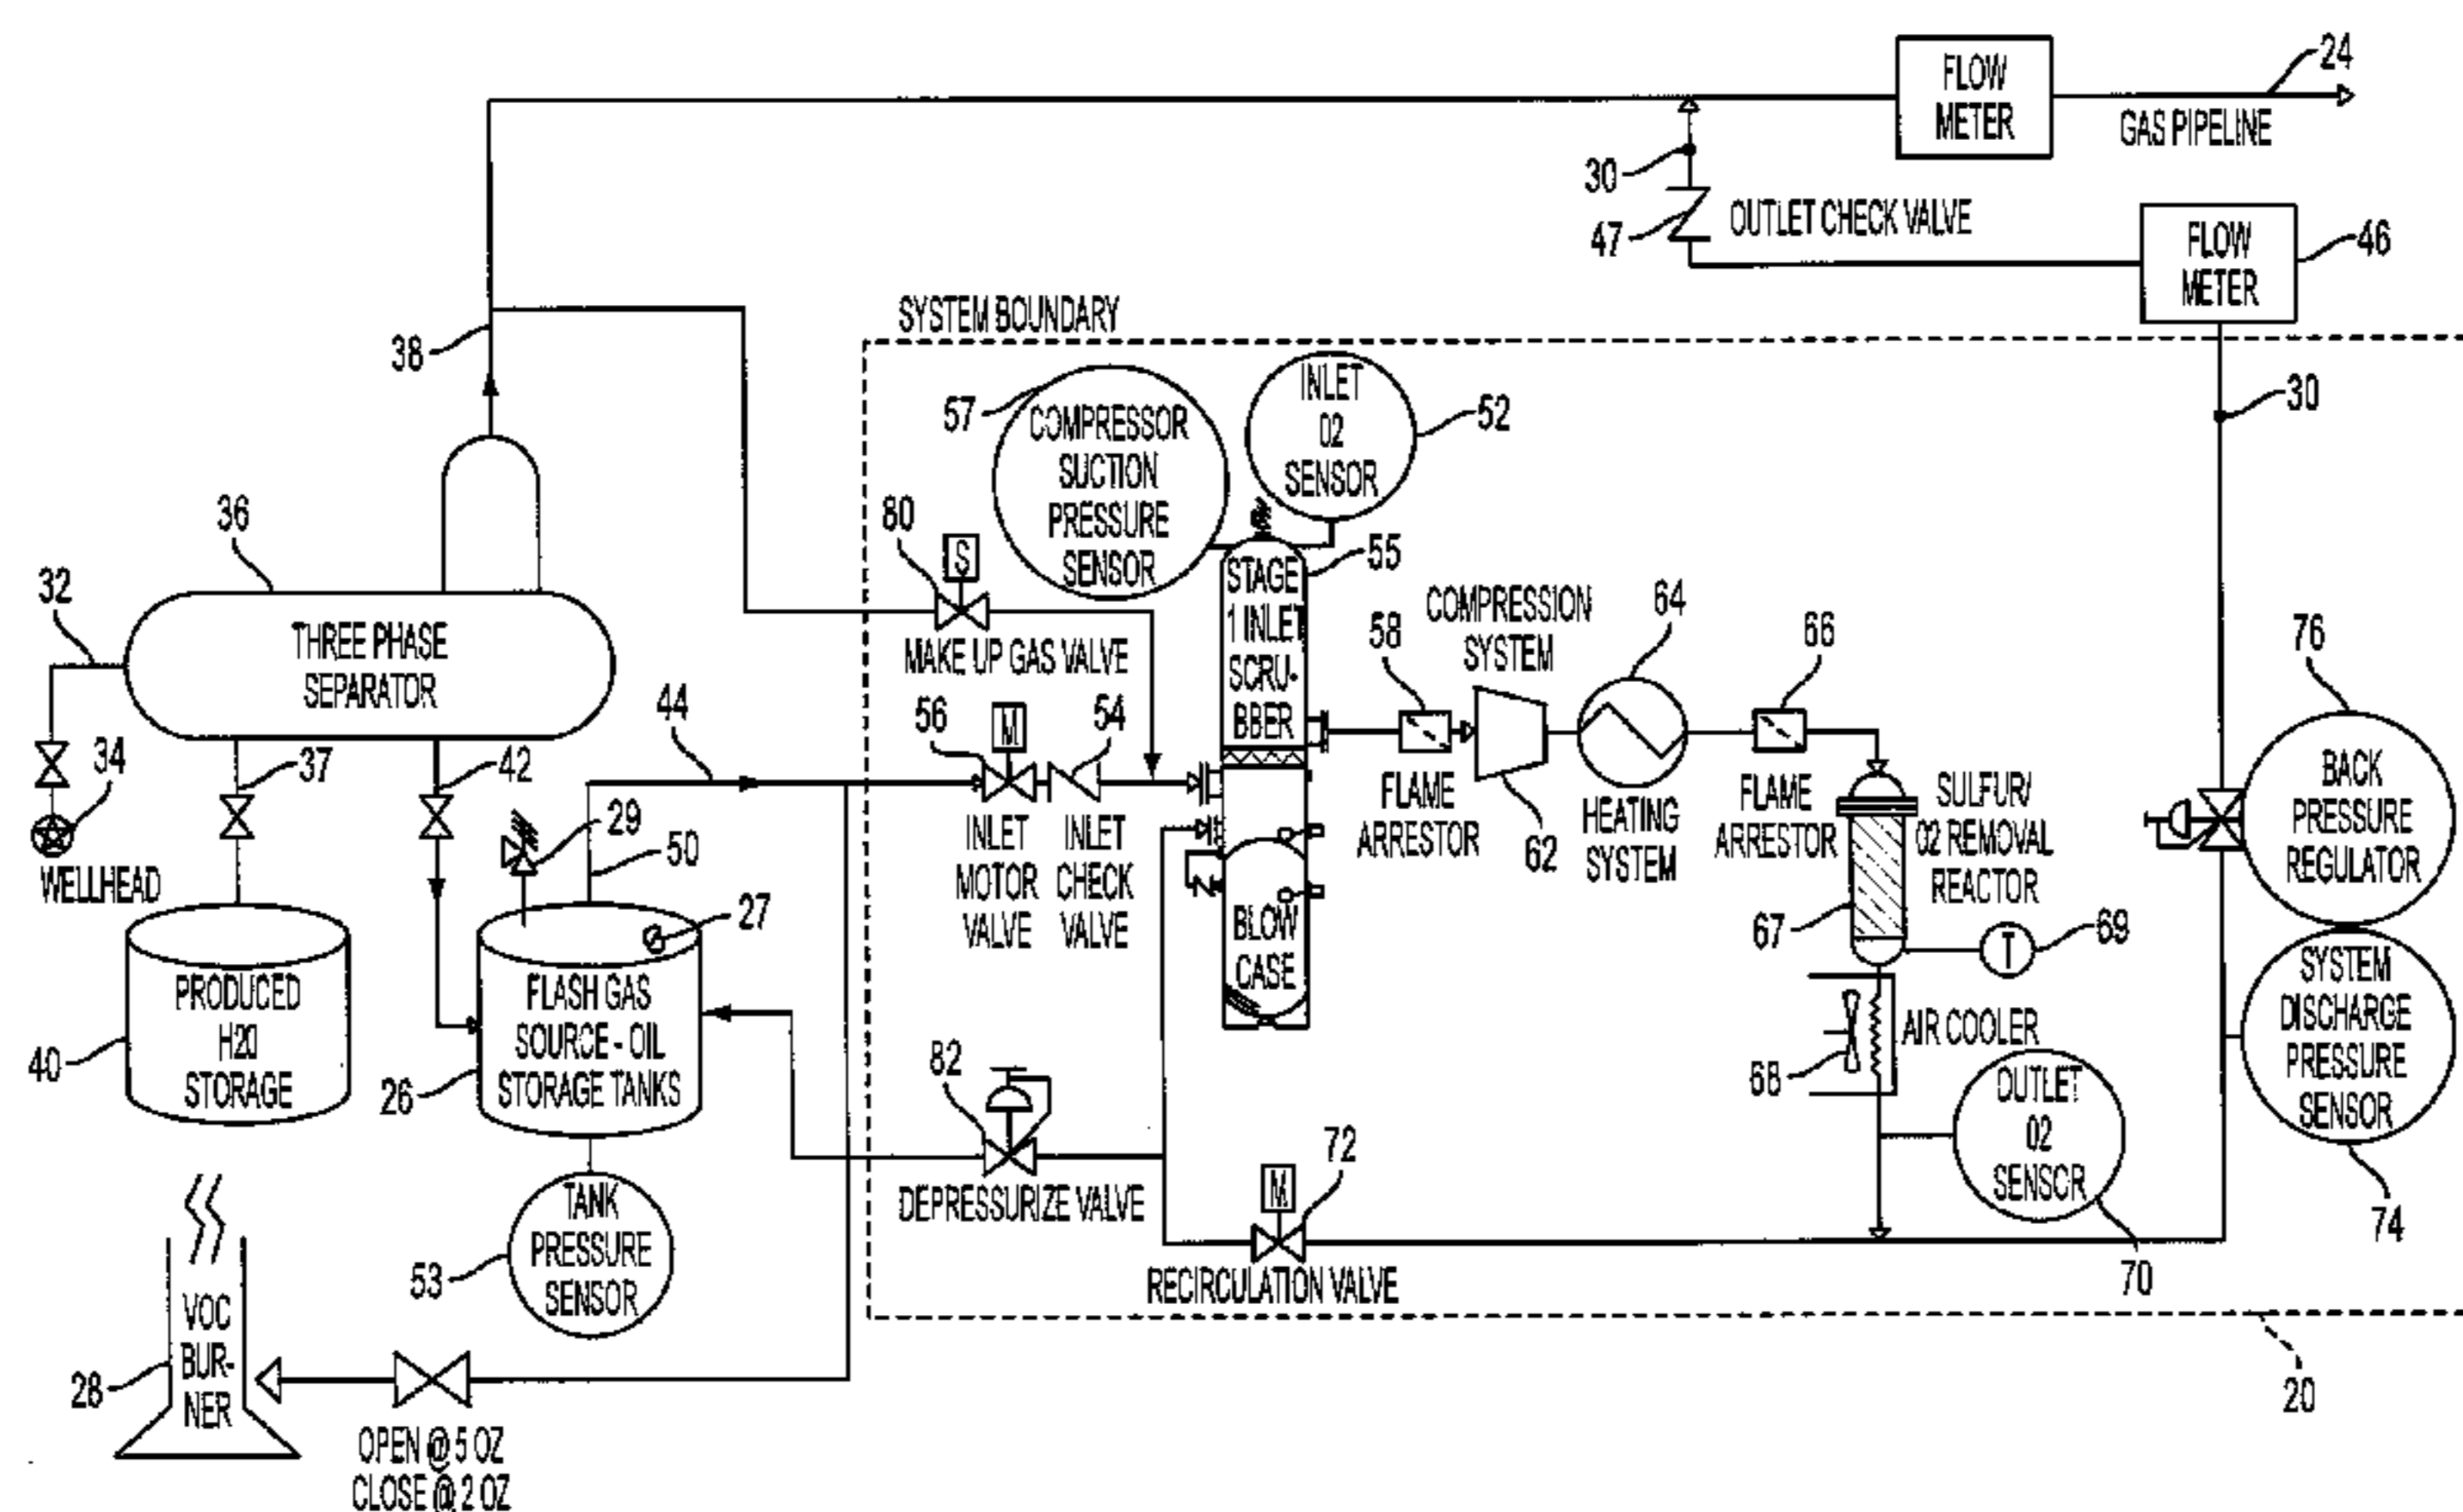 FLOW
METER
24
GAS PIPELINE
30
47
OUTLET CHECK VALVE
FLOW
METER
46
SYSTEM BOUNDARY
38
57
COMPRESSOR
SUCTION
PRESSURE
SENSOR
INLET
02
SENSOR
52
30
36
32
THREE PHASE
SEPARATOR
34
WELLHEAD
37
42
80
S
MAKE UP GAS VALVE
STAGE
1 INLET
SCRU-
BBER
55
COMPRESSION
SYSTEM
58
FLAME
ARRESTOR
62
64
HEATING
SYSTEM
66
FLAME
ARRESTOR
SULFUR/
02 REMOVAL
REACTOR
67
69
T
76
BACK
PRESSURE
REGULATOR
44
56
M
54
INLET
MOTOR
VALVE
INLET
CHECK
VALVE
29
50
27
BLOW
CASE
PRODUCED
H20
STORAGE
40
FLASH GAS
SOURCE - OIL
STORAGE TANKS
26
82
DEPRESSURIZE VALVE
AIR COOLER
68
OUTLET
02
SENSOR
70
SYSTEM
DISCHARGE
PRESSURE
SENSOR
74
TANK
PRESSURE
SENSOR
53
M
72
RECIRCULATION VALVE
VOC
BUR-
NER
28
OPEN @ 5 OZ
CLOSE @ 2 OZ
20